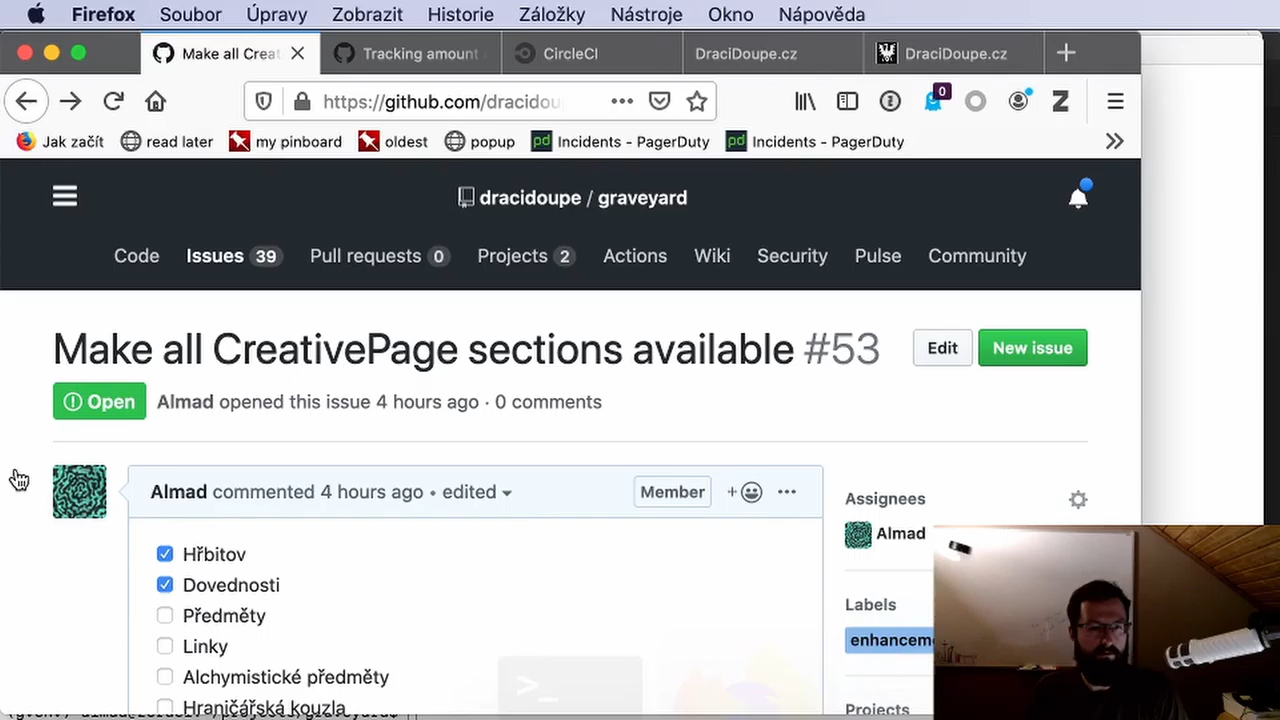 Firefox Soubor Úpravy Zobrazit Historie Záložky Nástroje Okno Nápověda
Make all Creat Tracking amount CircleCI DraciDoupe.cz DraciDoupe.cz
https://github.com/dracidou 0 Z
Jak začít read later my pinboard oldest popup pd Incidents - PagerDuty pd Incidents - PagerDuty
dracidoupe / graveyard
Code Issues 39 Pull requests 0 Projects 2 Actions Wiki Security Pulse Community
Make all CreativePage sections available #53 Edit New issue
Open Almad opened this issue 4 hours ago · 0 comments
Almad commented 4 hours ago • edited Member
Assignees
Almad
Hřbitov
Dovednosti
Předměty
Linky
Alchymistické předměty
Hraničářská kouzla
Labels
enhancem
Projects